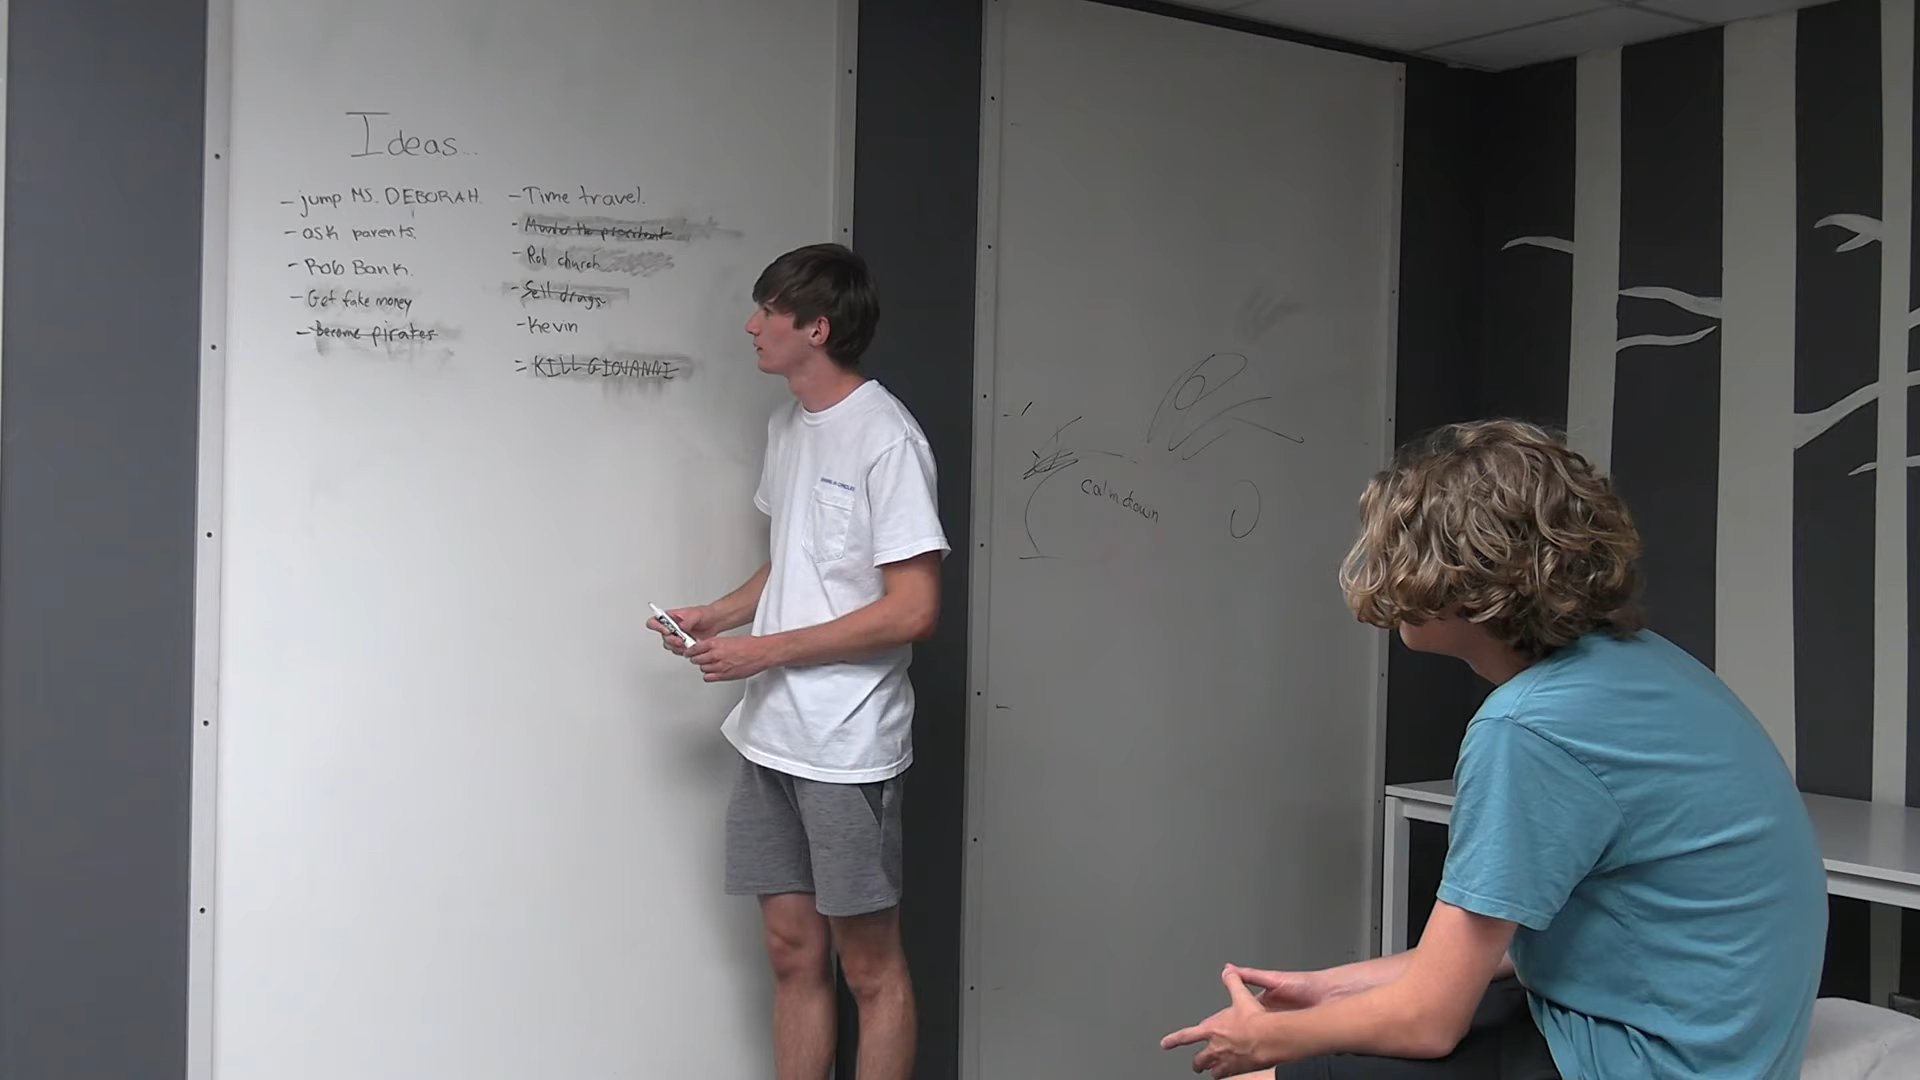 Ideas...
- jump MS. DEBORAH.
- ask parents.
- Rob Bank.
- Get fake money
- Become pirates
- Time travel.
- Murder the president
- Rob church
- Sell drugs
- Kevin
- KILL GIOVANNI
calm down